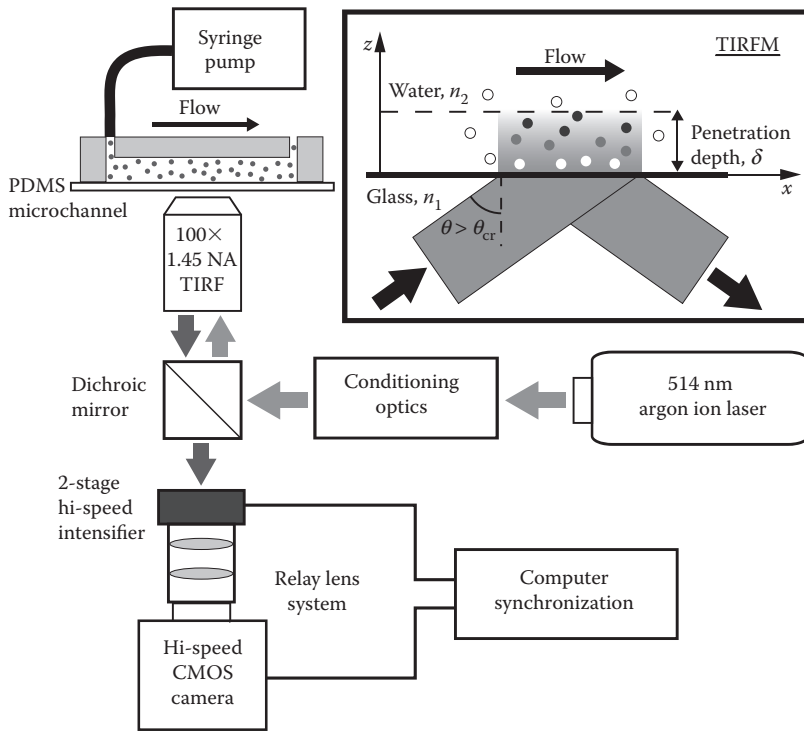 Syringe
pump
Flow
PDMS
microchannel
100×
1.45 NA
TIRF
z
TIRFM
Flow
Water, n₂
Penetration
depth, δ
Glass, n₁
x
θ > θcr
Dichroic
mirror
Conditioning
optics
514 nm
argon ion laser
2-stage
hi-speed
intensifier
Relay lens
system
Computer
synchronization
Hi-speed
CMOS
camera